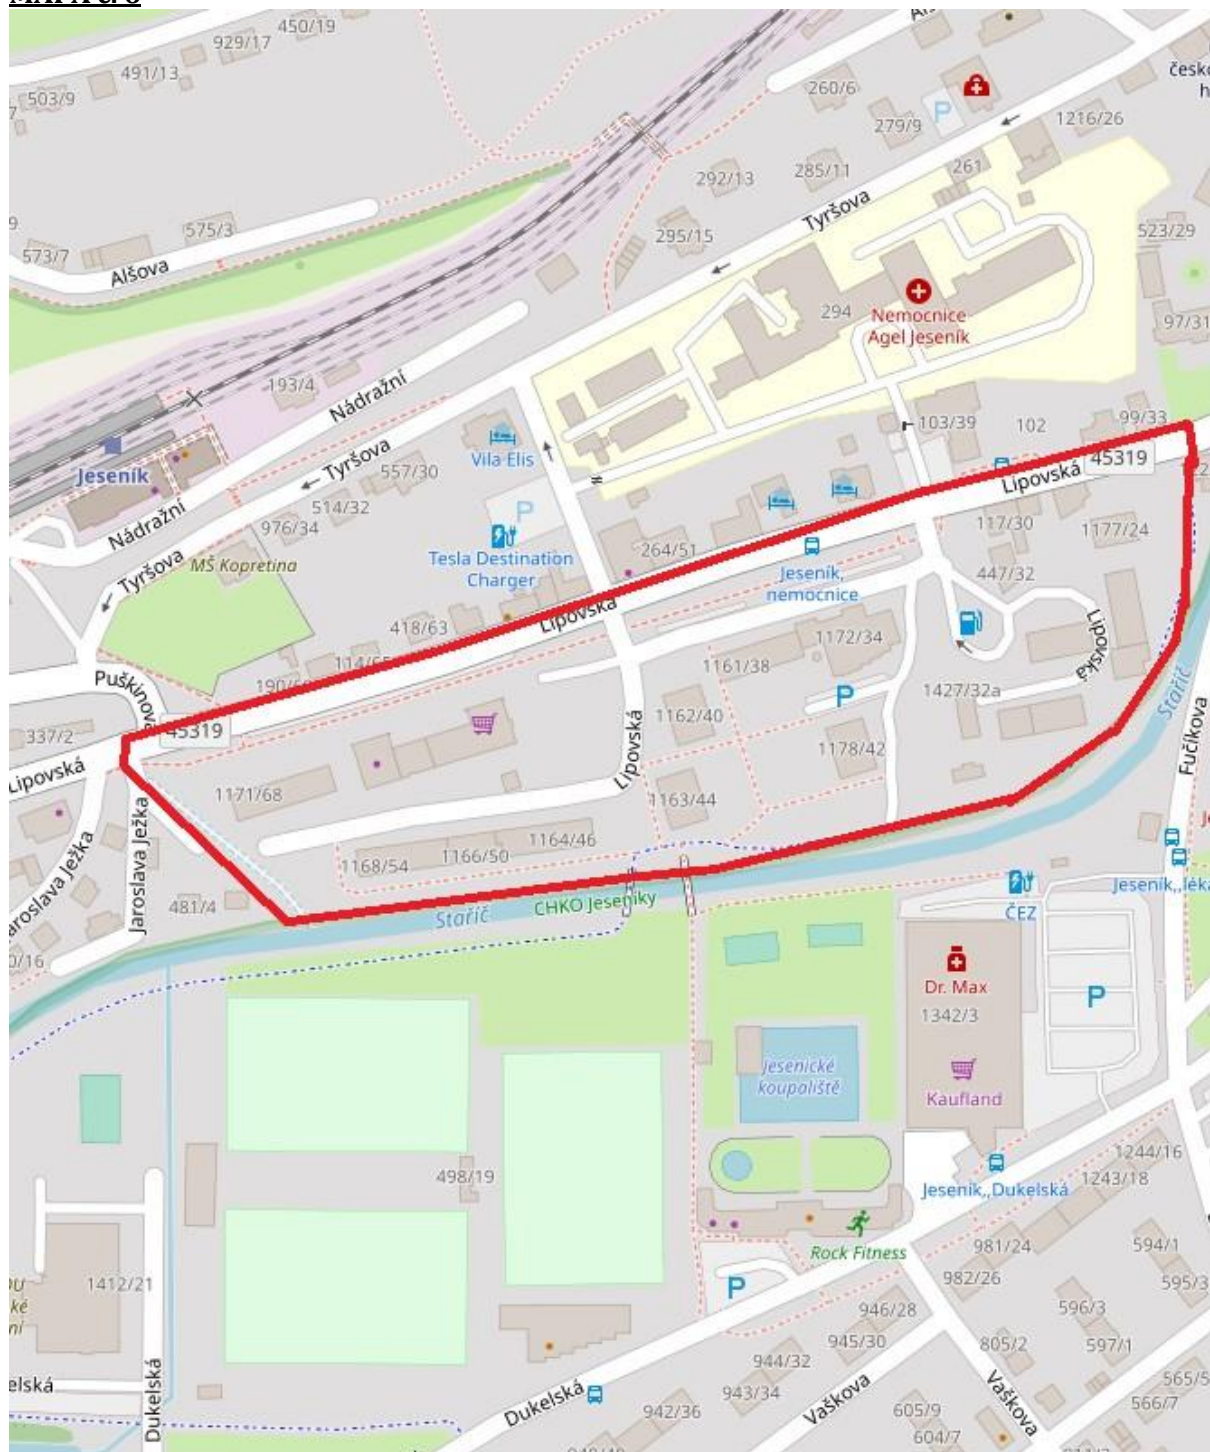 450/19
929/17
491/13
503/9
260/6
česko
279/9
P
1216/26
261
292/13
285/11
Tyršova
575/3
295/15
523/29
573/7
Alšova
294
Nemocnice
Agel Jeseník
97/31
193/4
Nádražní
103/39
102
99/33
Vila Elis
Tyršova
557/30
Jeseník
45319
Lipovská
514/32
P
Nádražní
976/34
117/30
1177/24
MŠ Kopretina
Tesla Destination
Charger
264/51
Jeseník,
nemocnice
447/32
Tyršova
Lipovská
418/63
1172/34
Lipovská
1161/38
Puškinova
1427/32a
Stařič
P
1162/40
337/2
45319
1178/42
Fučíkova
Lipovská
Lipovská
1171/68
1163/44
1164/46
1166/50
1168/54
Jaroslava Ježka
Jaroslava Ježka
481/4
Stařič
CHKO Jeseníky
ČEZ
Dr. Max
1342/3
P
Jesenické
koupaliště
Kaufland
498/19
1244/16
1243/18
Jeseník,,Dukelská
Rock Fitness
981/24
594/1
1412/21
P
982/26
946/28
596/3
945/30
597/1
805/2
944/32
943/34
Dukelská
Vaškova
Vaškova
942/36
605/9
566/7
604/7
Dukelská